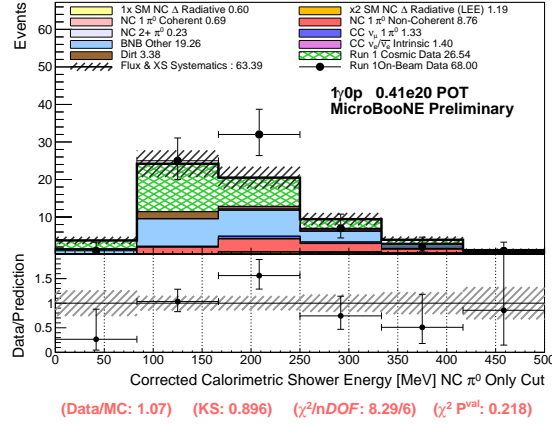 1x SM NC Δ Radiative 0.60
x2 SM NC Δ Radiative (LEE) 1.19
NC 1 π⁰ Coherent 0.69
NC 1 π⁰ Non-Coherent 8.76
NC 2+ π⁰ 0.23
CC νμ 1 π⁰ 1.33
BNB Other 19.26
CC νe/ν̄e Intrinsic 1.40
Dirt 3.38
Run 1 Cosmic Data 26.54
Flux & XS Systematics : 63.39
Run 1On-Beam Data 68.00
1γ0p 0.41e20 POT
MicroBooNE Preliminary
Events
60
50
40
30
20
10
Data/Prediction
1.5
1
0.5
0
0 50 100 150 200 250 300 350 400 450 500
Corrected Calorimetric Shower Energy [MeV] NC π⁰ Only Cut
(Data/MC: 1.07) (KS: 0.896) (χ²/nDOF: 8.29/6) (χ² Pᵛᵃˡ: 0.218)